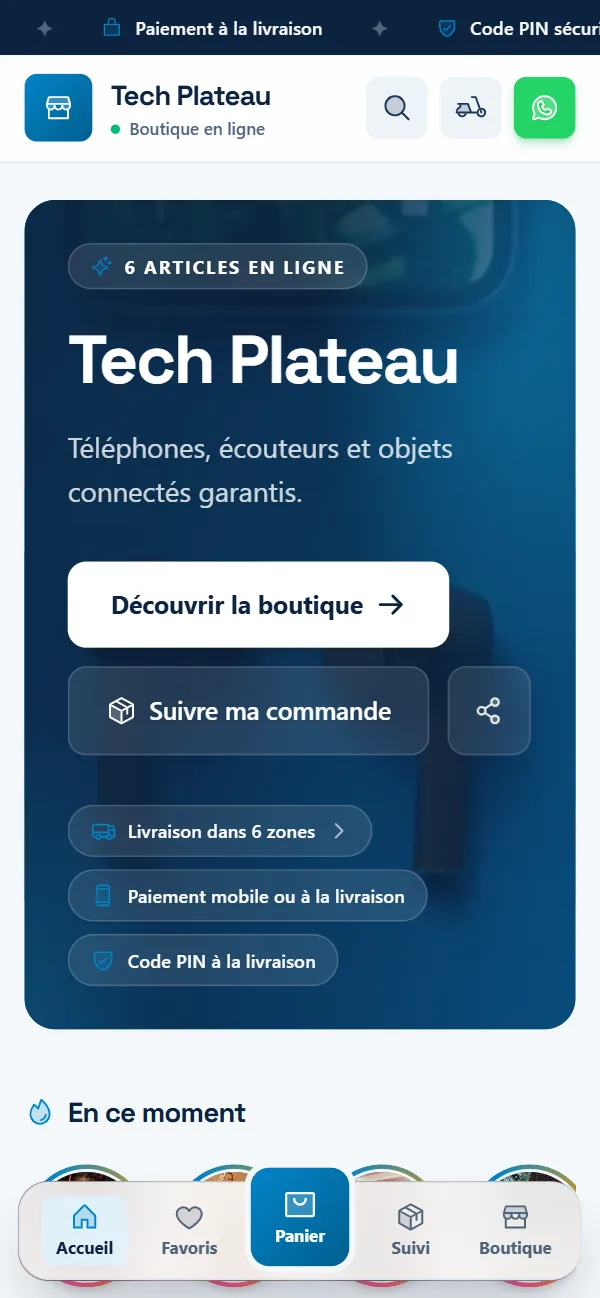 Paiement à la livraison
Code PIN sécuri
Tech Plateau
Boutique en ligne
6 ARTICLES EN LIGNE
Tech Plateau
Téléphones, écouteurs et objets
connectés garantis.
Découvrir la boutique
Suivre ma commande
Livraison dans 6 zones
Paiement mobile ou à la livraison
Code PIN à la livraison
En ce moment
Accueil
Favoris
Panier
Suivi
Boutique